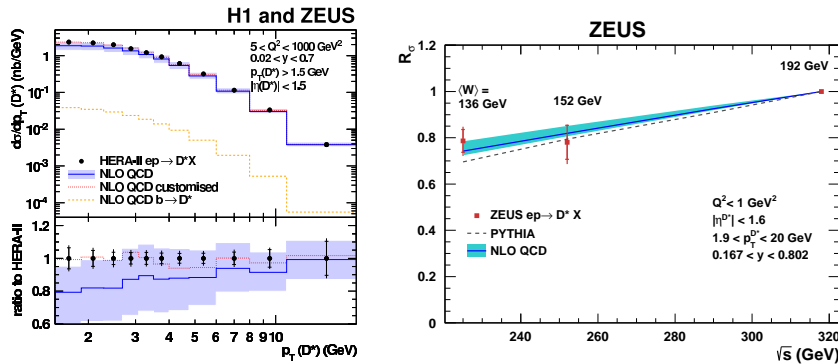 H1 and ZEUS
dσ/dp_T (D*) (nb/GeV)
1
10⁻¹
10⁻²
10⁻³
10⁻⁴
5 < Q² < 1000 GeV²
0.02 < y < 0.7
p_T(D*) > 1.5 GeV
|η(D*)| < 1.5
HERA-II ep → D*X
NLO QCD
NLO QCD customised
NLO QCD b → D*
ratio to HERA-II
1.4
1.2
1.0
0.8
0.6
2 3 4 5 6 7 8 9 10
p_T (D*) (GeV)
ZEUS
R_σ
1.2
1
0.8
0.6
0.4
0.2
0
⟨W⟩ =
136 GeV
152 GeV
192 GeV
ZEUS ep → D* X
PYTHIA
NLO QCD
Q² < 1 GeV²
|η^D*| < 1.6
1.9 < p_T^D* < 20 GeV
0.167 < y < 0.802
240 260 280 300 320
√s (GeV)